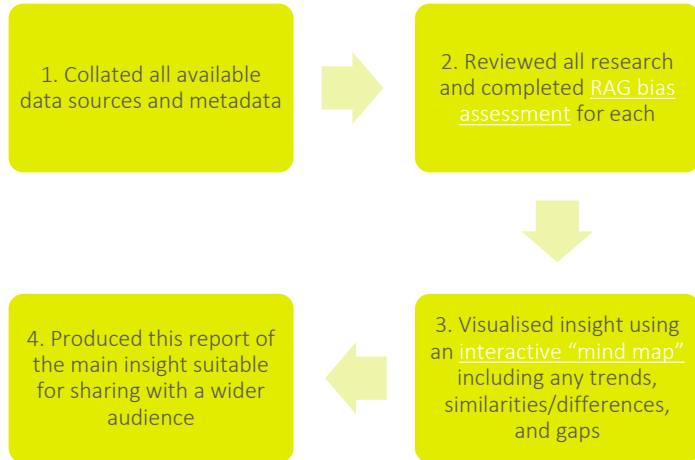 1. Collated all available
data sources and metadata
2. Reviewed all research
and completed RAG bias
assessment for each
3. Visualised insight using
an interactive “mind map”
including any trends,
similarities/differences,
and gaps
4. Produced this report of
the main insight suitable
for sharing with a wider
audience